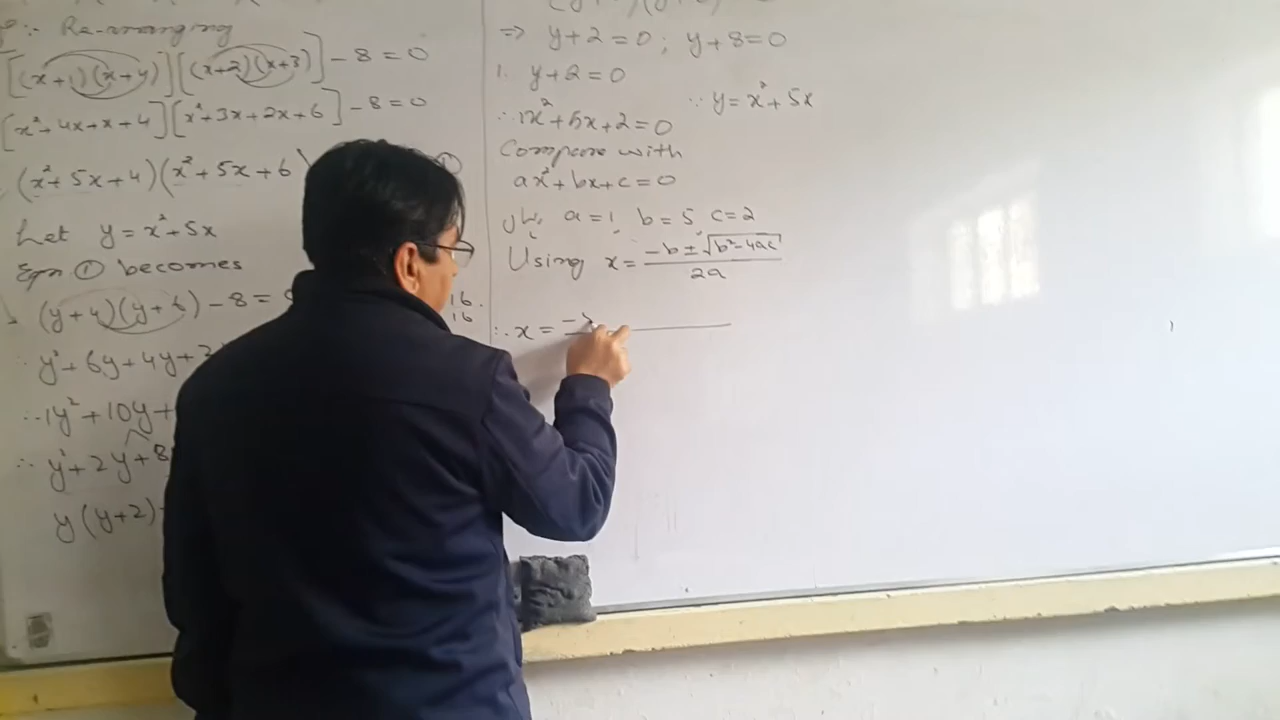 Re-arranging
[(x+1)(x+4)][(x+2)(x+3)] - 8 = 0
[x²+4x+x+4][x²+3x+2x+6] - 8 = 0
(x²+5x+4)(x²+5x+6
Let y = x²+5x
Eqn ① becomes
(y+4)(y+6) - 8 =
y²+6y+4y+2
∴ 1y²+10y+
∴ y²+2y+8
y(y+2)
16
16
⇒ y+2=0 ; y+8=0
1. y+2=0
∵ y = x²+5x
∴ 1x²+5x+2=0
Compare with
ax²+bx+c=0
a=1, b=5, c=2
Using x = (-b ± √(b²-4ac))/2a
∴ x = -5